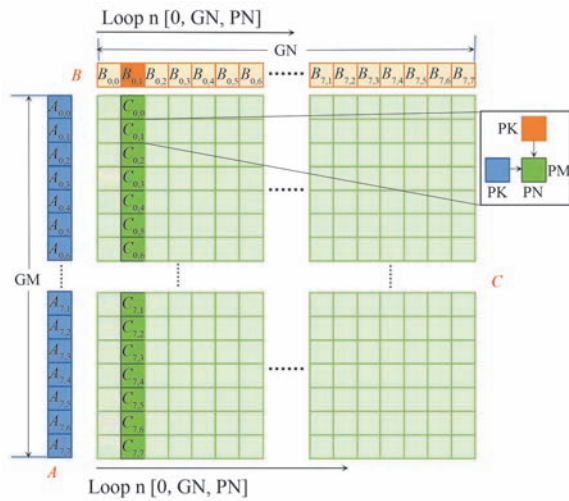 Loop n [0, GN, PN]
GN
B B0,0 B0,1 B0,2 B0,3 B0,4 B0,5 B0,6 ...... B7,1 B7,2 B7,3 B7,4 B7,5 B7,6 B7,7
A0,0 C0,0
A0,1 C0,1
A0,2 C0,2
A0,3 C0,3
A0,4 C0,4
A0,5 C0,5
A0,6 C0,6
PK
PM
PK PN
GM
C
A7,1 C7,1
A7,2 C7,2
A7,3 C7,3
A7,4 C7,4
A7,5 C7,5
A7,6 C7,6
A7,7 C7,7
A
Loop n [0, GN, PN]